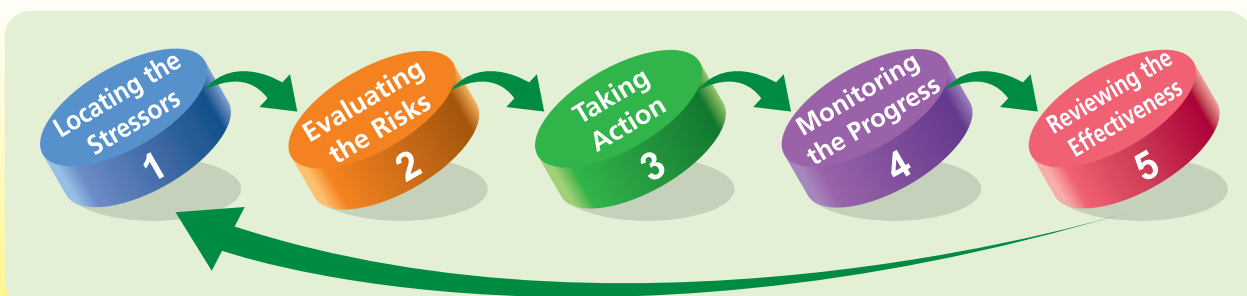 Locating the
Stressors
1
Evaluating
the Risks
2
Taking
Action
3
Monitoring
the Progress
4
Reviewing the
Effectiveness
5